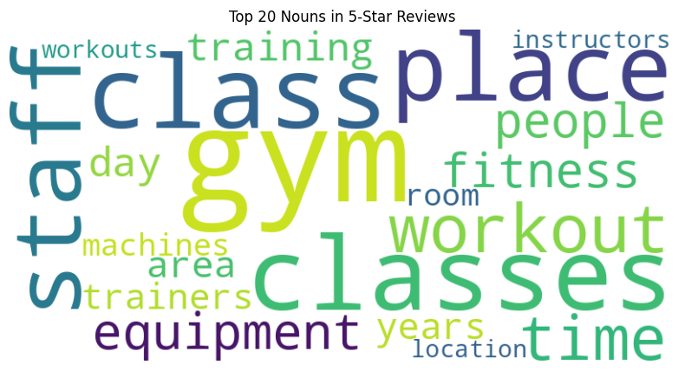 Top 20 Nouns in 5-Star Reviews
workouts
training
instructors
staff
class
place
people
day
gym
fitness
room
workout
machines
area
classes
trainers
equipment
years
time
location